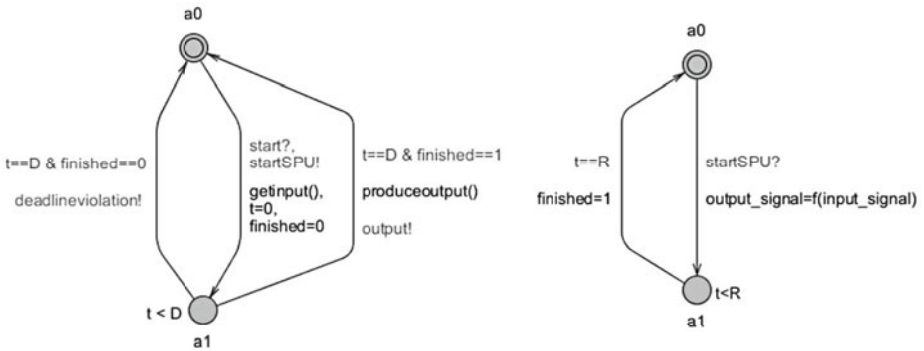 a0
t==D & finished==0
deadlineviolation!
start?,
startSPU!
getinput(),
t=0,
finished=0
t==D & finished==1
produceoutput()
output!
t < D
a1
a0
t==R
finished=1
startSPU?
output_signal=f(input_signal)
t<R
a1